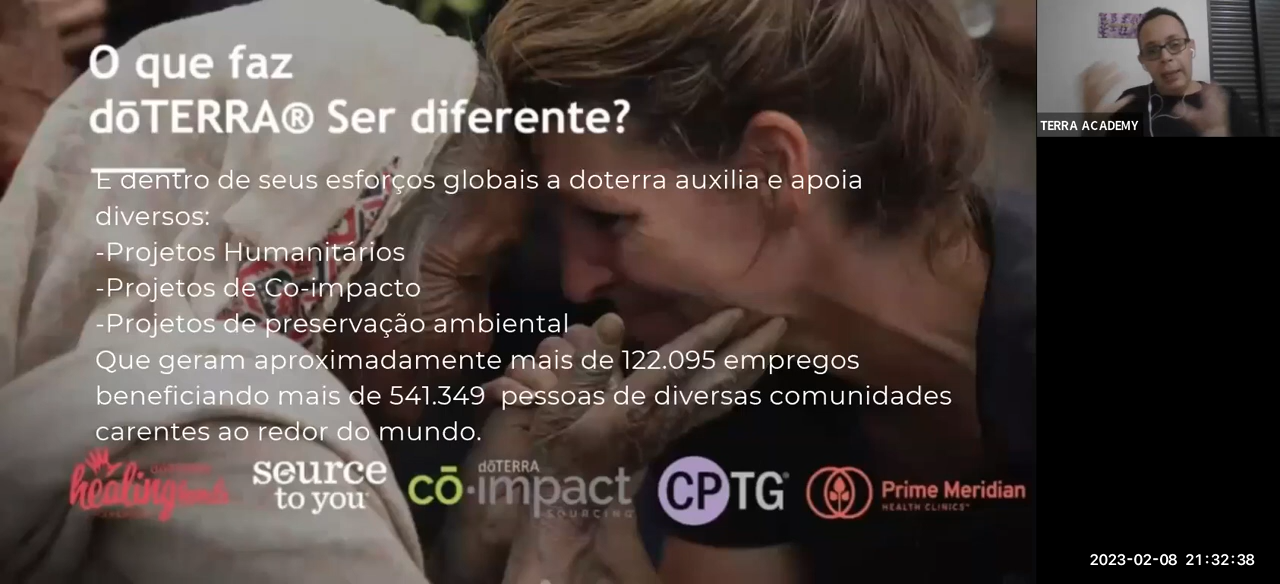 O que faz
dōTERRA® Ser diferente?
E dentro de seus esforços globais a doterra auxilia e apoia
diversos:
-Projetos Humanitários
-Projetos de Co-impacto
-Projetos de preservação ambiental
Que geram aproximadamente mais de 122.095 empregos
beneficiando mais de 541.349 pessoas de diversas comunidades
carentes ao redor do mundo.
healing
source
to you
dōTERRA
cō·impact
SOURCING
CPTG®
Prime Meridian
HEALTH CLINICS™
TERRA ACADEMY
2023-02-08 21:32:38